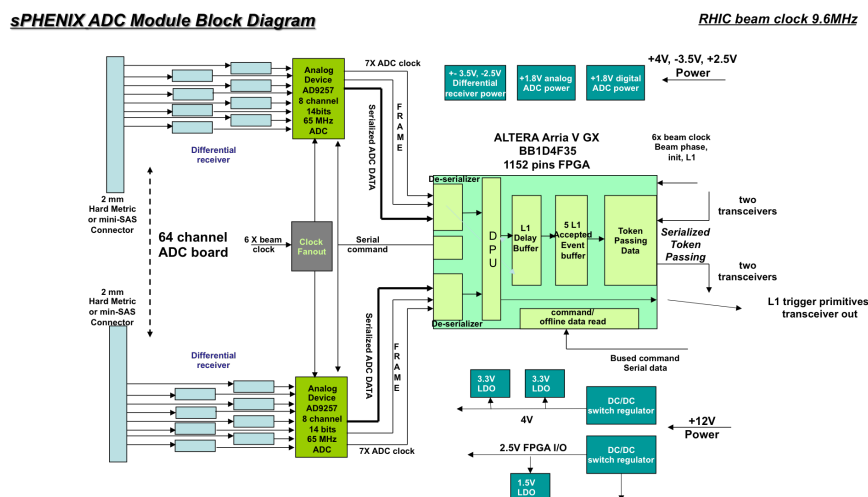 sPHENIX ADC Module Block Diagram
RHIC beam clock 9.6MHz
7X ADC clock
Analog
Device
AD9257
8 channel
14bits
65 MHz
ADC
Serialized ADC DATA
F
R
A
M
E
Differential
receiver
2 mm
Hard Metric
or mini-SAS
Connector
+- 3.5V, -2.5V
Differential
receiver power
+1.8V analog
ADC power
+1.8V digital
ADC power
+4V, -3.5V, +2.5V
Power
ALTERA Arria V GX
BB1D4F35
1152 pins FPGA
6x beam clock
Beam phase,
init, L1
De-serializer
64 channel
ADC board
6 X beam
clock
Clock
Fanout
Serial
command
D
P
U
L1
Delay
Buffer
5 L1
Accepted
Event
buffer
Token
Passing
Data
two
transceivers
Serialized
Token
Passing
two
transceivers
L1 trigger primitives
transceiver out
De-serializer
command/
offline data read
Bused command
Serial data
2 mm
Hard Metric
or mini-SAS
Connector
Differential
receiver
Serialized ADC DATA
F
R
A
M
E
Analog
Device
AD9257
8 channel
14 bits
65 MHz
ADC
7X ADC clock
3.3V
LDO
3.3V
LDO
DC/DC
switch regulator
4V
+12V
Power
2.5V FPGA I/O
DC/DC
switch regulator
1.5V
LDO